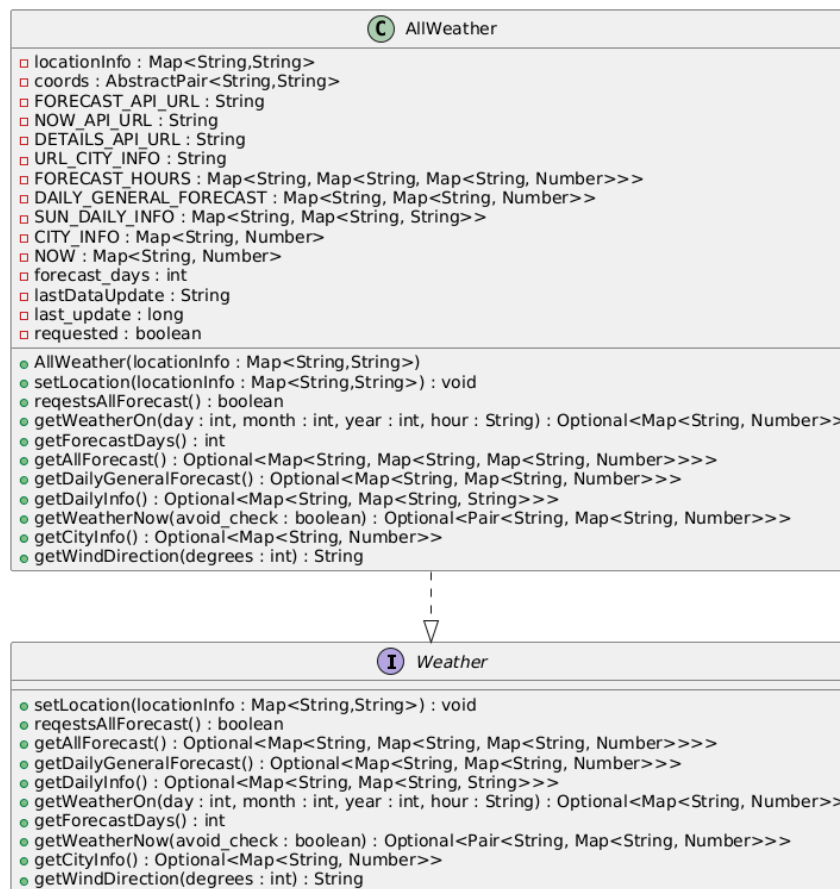 C AllWeather
locationInfo : Map<String,String>
coords : AbstractPair<String,String>
FORECAST_API_URL : String
NOW_API_URL : String
DETAILS_API_URL : String
URL_CITY_INFO : String
FORECAST_HOURS : Map<String, Map<String, Map<String, Number>>>
DAILY_GENERAL_FORECAST : Map<String, Map<String, Number>>
SUN_DAILY_INFO : Map<String, Map<String, String>>
CITY_INFO : Map<String, Number>
NOW : Map<String, Number>
forecast_days : int
lastDataUpdate : String
last_update : long
requested : boolean
AllWeather(locationInfo : Map<String,String>)
setLocation(locationInfo : Map<String,String>) : void
reqestsAllForecast() : boolean
getWeatherOn(day : int, month : int, year : int, hour : String) : Optional<Map<String, Number>>
getForecastDays() : int
getAllForecast() : Optional<Map<String, Map<String, Map<String, Number>>>>
getDailyGeneralForecast() : Optional<Map<String, Map<String, Number>>>
getDailyInfo() : Optional<Map<String, Map<String, String>>>
getWeatherNow(avoid_check : boolean) : Optional<Pair<String, Map<String, Number>>>
getCityInfo() : Optional<Map<String, Number>>
getWindDirection(degrees : int) : String
I Weather
setLocation(locationInfo : Map<String,String>) : void
reqestsAllForecast() : boolean
getAllForecast() : Optional<Map<String, Map<String, Map<String, Number>>>>
getDailyGeneralForecast() : Optional<Map<String, Map<String, Number>>>
getDailyInfo() : Optional<Map<String, Map<String, String>>>
getWeatherOn(day : int, month : int, year : int, hour : String) : Optional<Map<String, Number>>
getForecastDays() : int
getWeatherNow(avoid_check : boolean) : Optional<Pair<String, Map<String, Number>>>
getCityInfo() : Optional<Map<String, Number>>
getWindDirection(degrees : int) : String